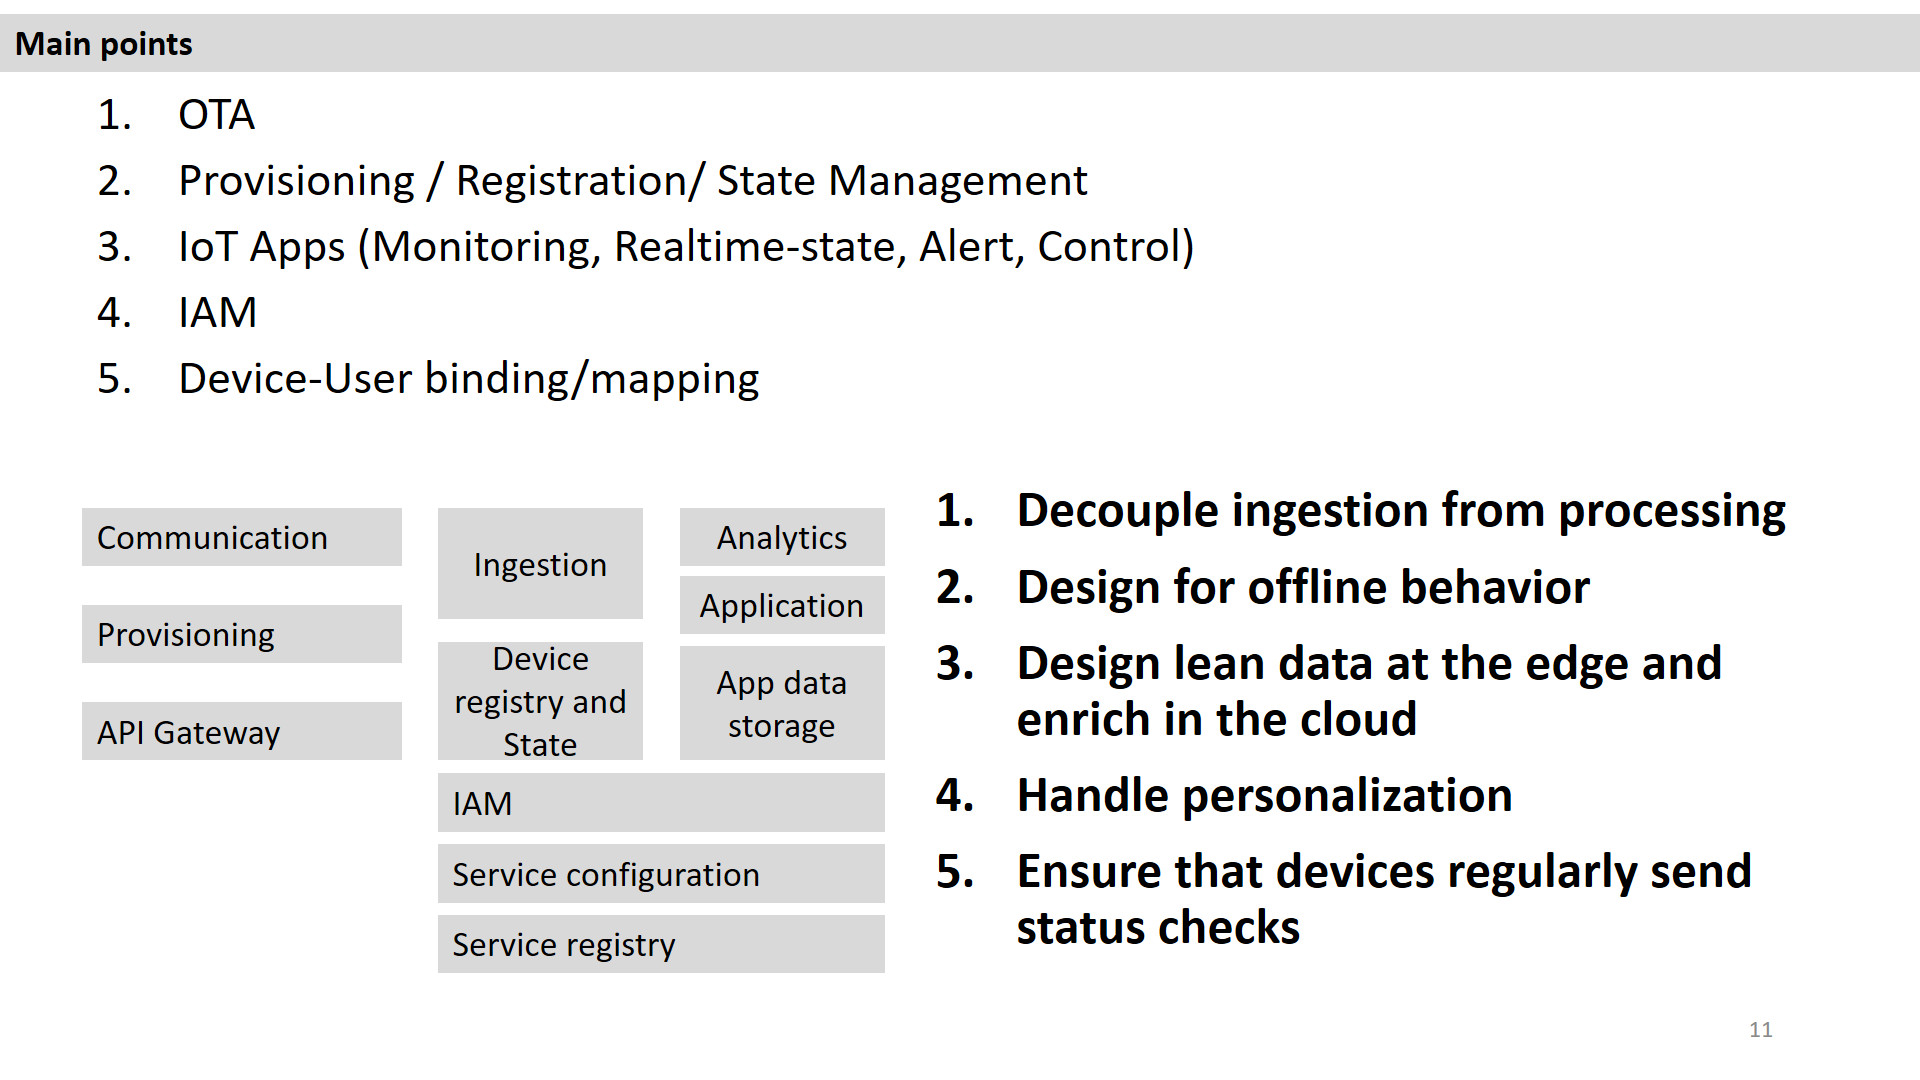 Main points
1. OTA
2. Provisioning / Registration/ State Management
3. IoT Apps (Monitoring, Realtime-state, Alert, Control)
4. IAM
5. Device-User binding/mapping
Communication
Provisioning
API Gateway
Ingestion
Device
registry and
State
Analytics
Application
App data
storage
IAM
Service configuration
Service registry
1. Decouple ingestion from processing
2. Design for offline behavior
3. Design lean data at the edge and
enrich in the cloud
4. Handle personalization
5. Ensure that devices regularly send
status checks
11